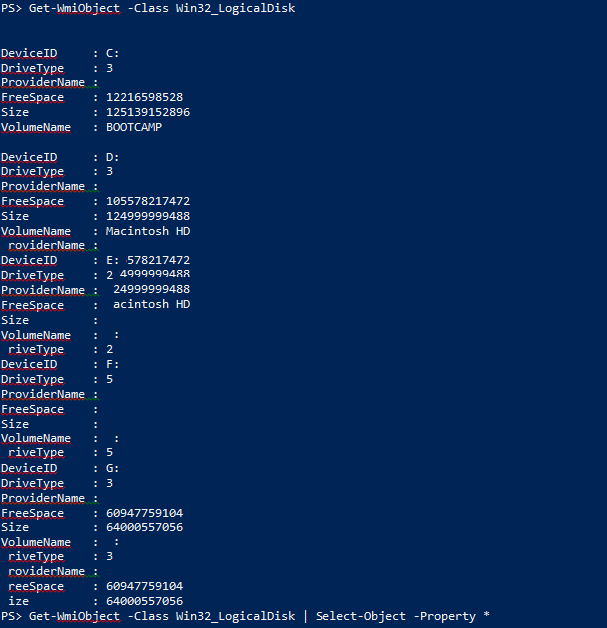 PS> Get-WmiObject -Class Win32_LogicalDisk
DeviceID     : C:
DriveType    : 3
ProviderName :
FreeSpace    : 12216598528
Size         : 125139152896
VolumeName   : BOOTCAMP
DeviceID     : D:
DriveType    : 3
ProviderName :
FreeSpace    : 105578217472
Size         : 124999999488
VolumeName   : Macintosh HD
 roviderName :
DeviceID     : E: 578217472
DriveType    : 2 4999999488
ProviderName :  24999999488
FreeSpace    :  acintosh HD
Size         :
VolumeName   :  :
 riveType    : 2
DeviceID     : F:
DriveType    : 5
ProviderName :
FreeSpace    :
Size         :
VolumeName   :  :
 riveType    : 5
DeviceID     : G:
DriveType    : 3
ProviderName :
FreeSpace    : 60947759104
Size         : 64000557056
VolumeName   :  :
 riveType    : 3
 roviderName :
 reeSpace    : 60947759104
 ize         : 64000557056
PS> Get-WmiObject -Class Win32_LogicalDisk | Select-Object -Property *